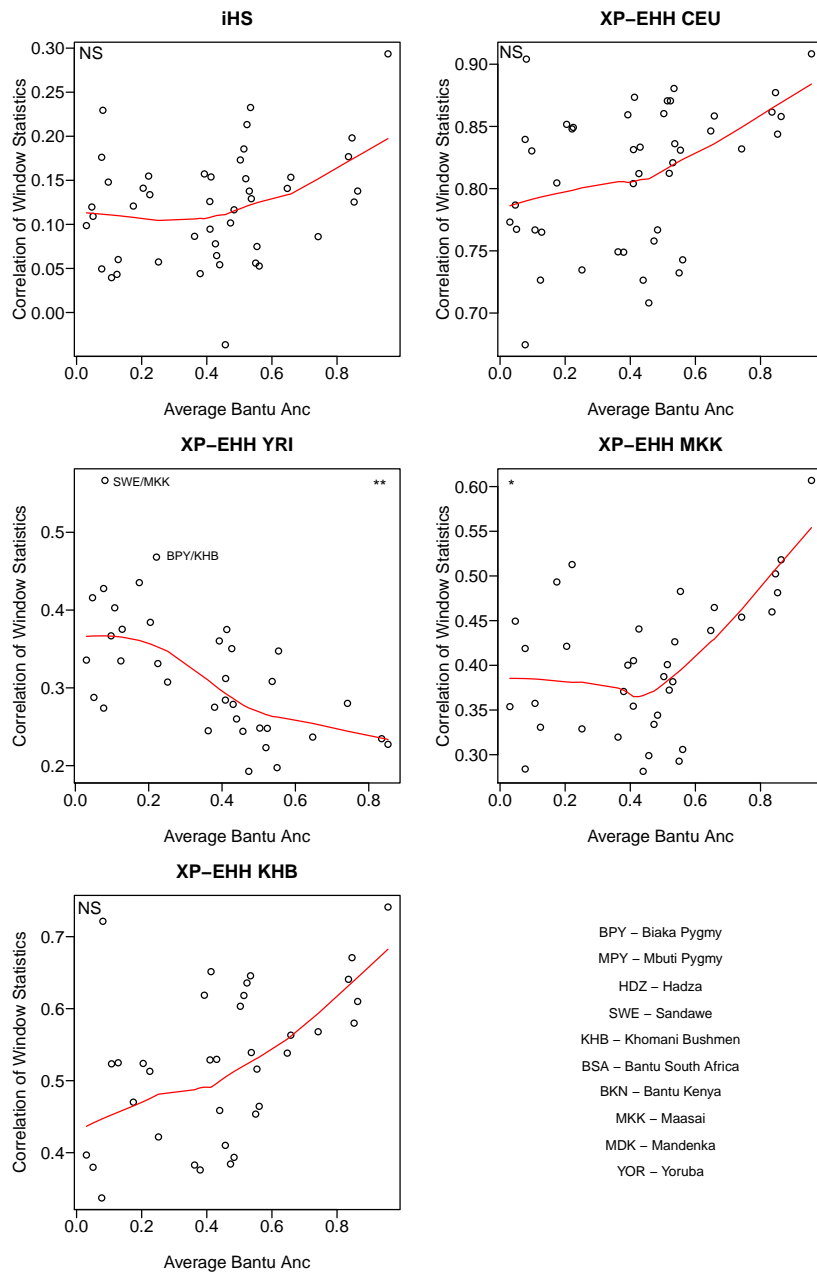 iHS
NS
0.30
0.25
0.20
0.15
0.10
0.05
0.00
Correlation of Window Statistics
0.0 0.2 0.4 0.6 0.8
Average Bantu Anc
XP−EHH CEU
NS
0.90
0.85
0.80
0.75
0.70
Correlation of Window Statistics
0.0 0.2 0.4 0.6 0.8
Average Bantu Anc
XP−EHH YRI
SWE/MKK
**
BPY/KHB
0.5
0.4
0.3
0.2
Correlation of Window Statistics
0.0 0.2 0.4 0.6 0.8
Average Bantu Anc
XP−EHH MKK
*
0.60
0.55
0.50
0.45
0.40
0.35
0.30
Correlation of Window Statistics
0.0 0.2 0.4 0.6 0.8
Average Bantu Anc
XP−EHH KHB
NS
0.7
0.6
0.5
0.4
Correlation of Window Statistics
0.0 0.2 0.4 0.6 0.8
Average Bantu Anc
BPY − Biaka Pygmy
MPY − Mbuti Pygmy
HDZ − Hadza
SWE − Sandawe
KHB − Khomani Bushmen
BSA − Bantu South Africa
BKN − Bantu Kenya
MKK − Maasai
MDK − Mandenka
YOR − Yoruba